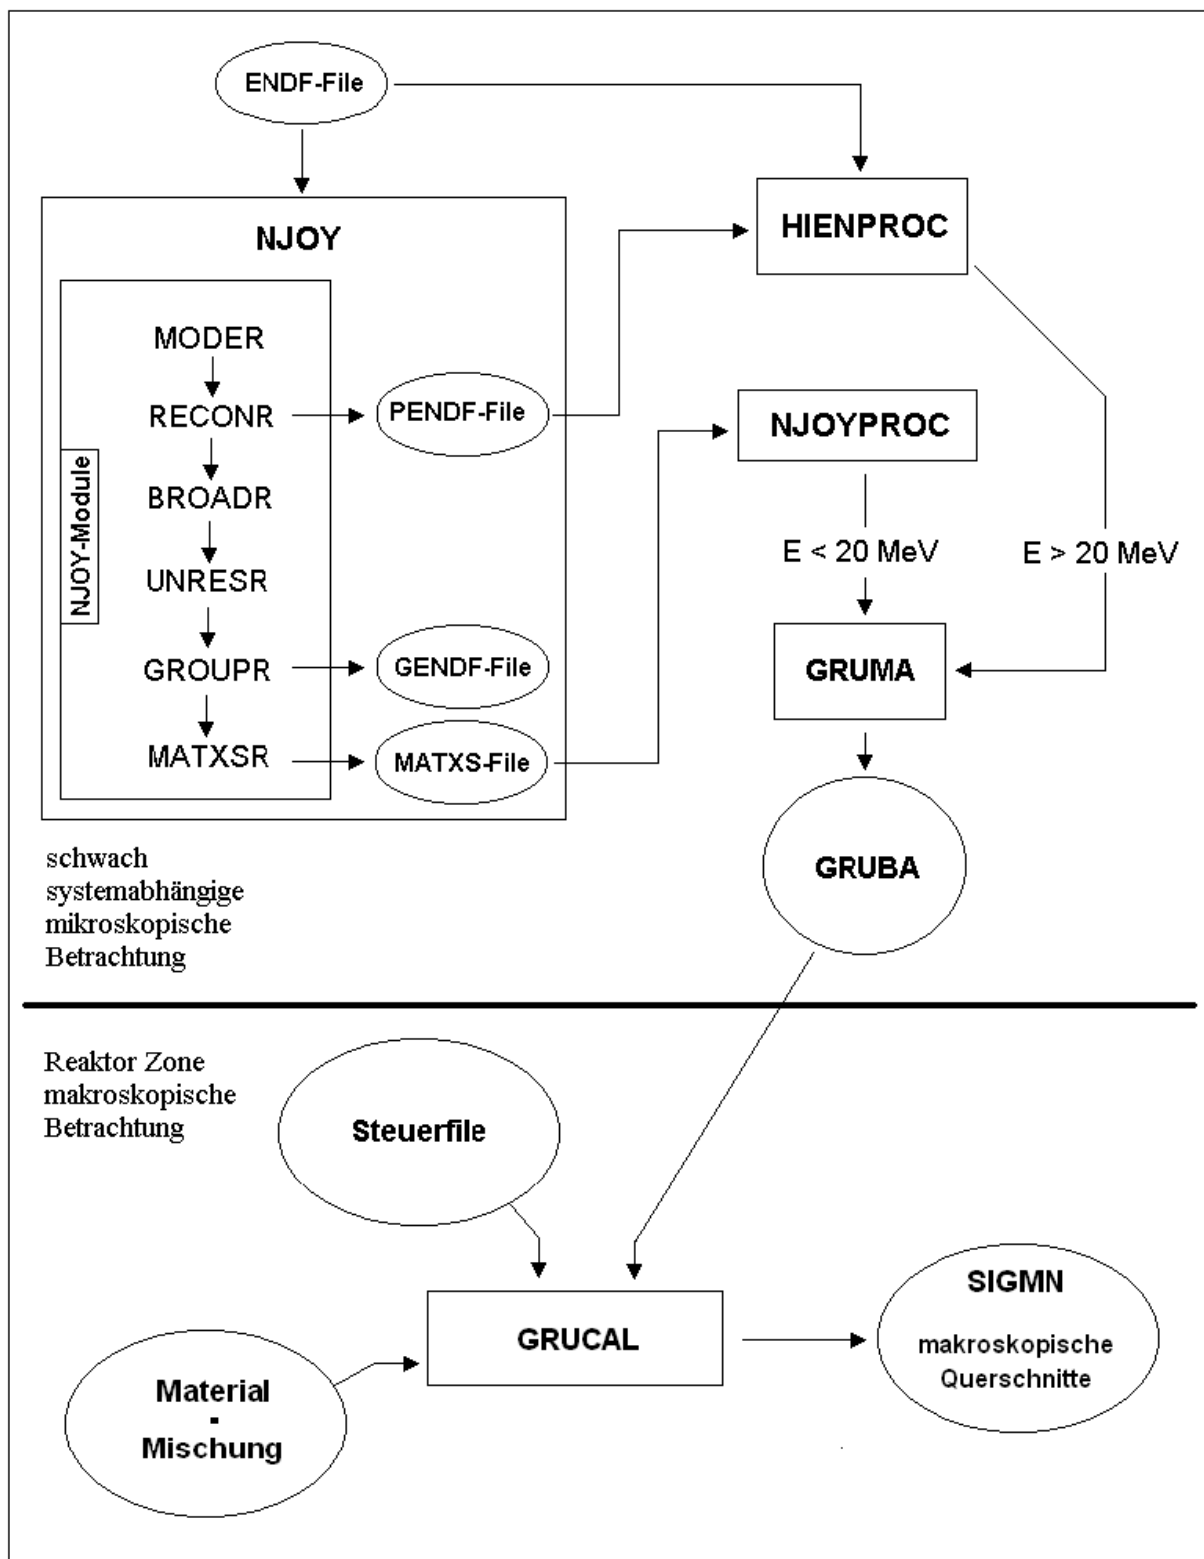 ENDF-File
NJOY
HIENPROC
MODER
RECONR
PENDF-File
NJOYPROC
NJOY-Module
BROADR
E < 20 MeV
E > 20 MeV
UNRESR
GROUPR
GENDF-File
GRUMA
MATXSR
MATXS-File
GRUBA
schwach
systemabhängige
mikroskopische
Betrachtung
Reaktor Zone
makroskopische
Betrachtung
Steuerfile
GRUCAL
SIGMN
makroskopische
Querschnitte
Material
-
Mischung